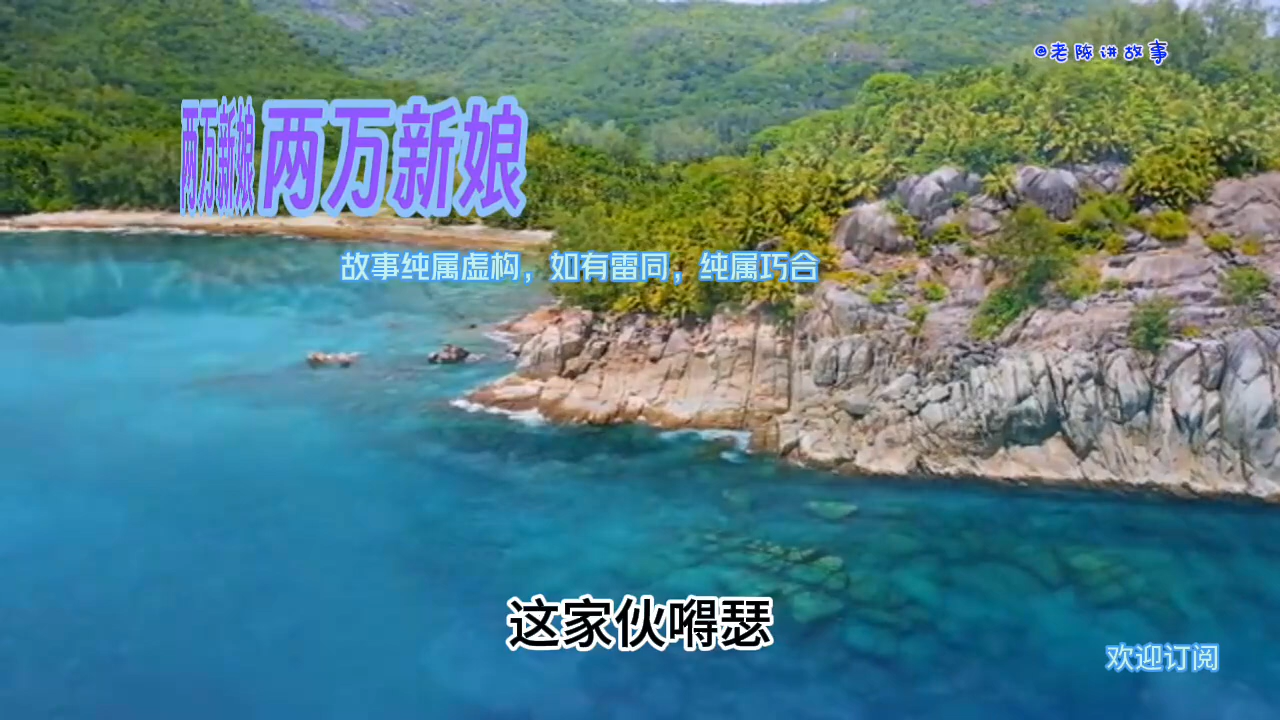 @老陈讲故事
两万新娘 两万新娘
故事纯属虚构，如有雷同，纯属巧合
这家伙嘚瑟
欢迎订阅